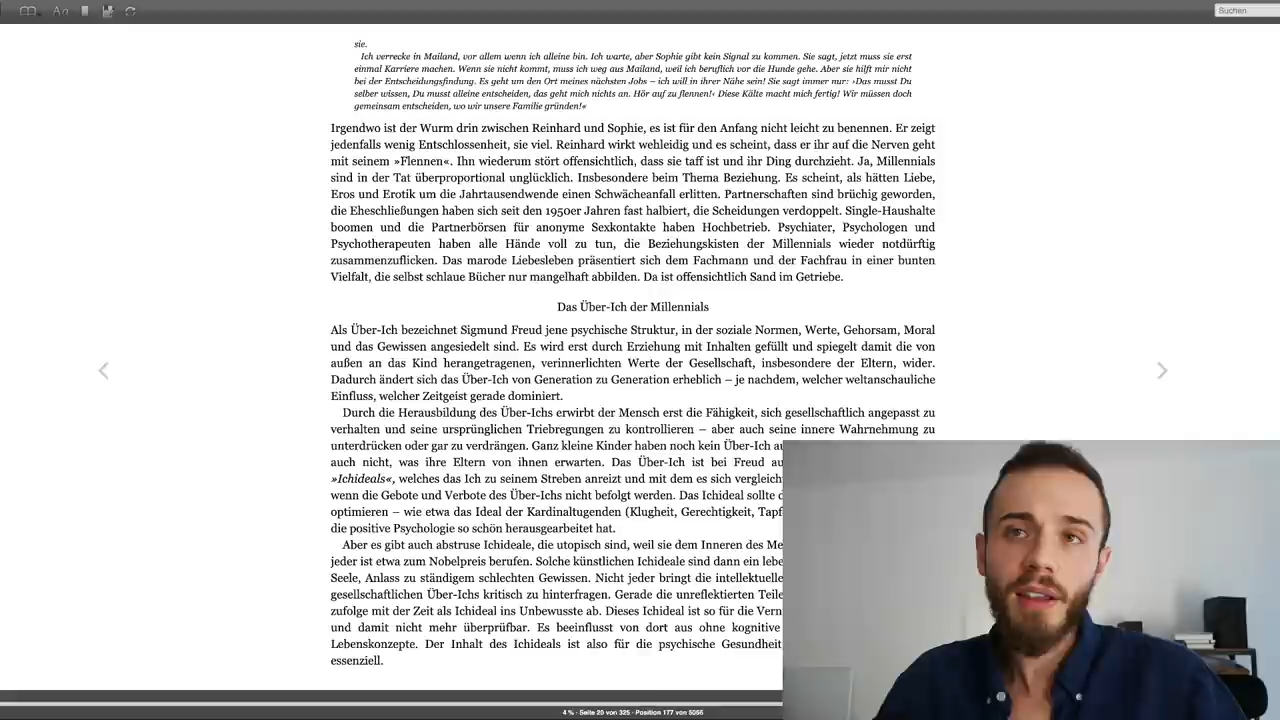 Aa
Suchen
sie.
Ich verrecke in Mailand, vor allem wenn ich alleine bin. Ich warte, aber Sophie gibt kein Signal zu kommen. Sie sagt, jetzt muss sie erst
einmal Karriere machen. Wenn sie nicht kommt, muss ich weg aus Mailand, weil ich beruflich vor die Hunde gehe. Aber sie hilft mir nicht
bei der Entscheidungsfindung. Es geht um den Ort meines nächsten Jobs – ich will in ihrer Nähe sein! Sie sagt immer nur: ›Das musst Du
selber wissen, Du musst alleine entscheiden, das geht mich nichts an. Hör auf zu flennen!‹ Diese Kälte macht mich fertig! Wir müssen doch
gemeinsam entscheiden, wo wir unsere Familie gründen!«
Irgendwo ist der Wurm drin zwischen Reinhard und Sophie, es ist für den Anfang nicht leicht zu benennen. Er zeigt
jedenfalls wenig Entschlossenheit, sie viel. Reinhard wirkt wehleidig und es scheint, dass er ihr auf die Nerven geht
mit seinem »Flennen«. Ihn wiederum stört offensichtlich, dass sie taff ist und ihr Ding durchzieht. Ja, Millennials
sind in der Tat überproportional unglücklich. Insbesondere beim Thema Beziehung. Es scheint, als hätten Liebe,
Eros und Erotik um die Jahrtausendwende einen Schwächeanfall erlitten. Partnerschaften sind brüchig geworden,
die Eheschließungen haben sich seit den 1950er Jahren fast halbiert, die Scheidungen verdoppelt. Single-Haushalte
boomen und die Partnerbörsen für anonyme Sexkontakte haben Hochbetrieb. Psychiater, Psychologen und
Psychotherapeuten haben alle Hände voll zu tun, die Beziehungskisten der Millennials wieder notdürftig
zusammenzuflicken. Das marode Liebesleben präsentiert sich dem Fachmann und der Fachfrau in einer bunten
Vielfalt, die selbst schlaue Bücher nur mangelhaft abbilden. Da ist offensichtlich Sand im Getriebe.
Das Über-Ich der Millennials
Als Über-Ich bezeichnet Sigmund Freud jene psychische Struktur, in der soziale Normen, Werte, Gehorsam, Moral
und das Gewissen angesiedelt sind. Es wird erst durch Erziehung mit Inhalten gefüllt und spiegelt damit die von
außen an das Kind herangetragenen, verinnerlichten Werte der Gesellschaft, insbesondere der Eltern, wider.
Dadurch ändert sich das Über-Ich von Generation zu Generation erheblich – je nachdem, welcher weltanschauliche
Einfluss, welcher Zeitgeist gerade dominiert.
Durch die Herausbildung des Über-Ichs erwirbt der Mensch erst die Fähigkeit, sich gesellschaftlich angepasst zu
verhalten und seine ursprünglichen Triebregungen zu kontrollieren – aber auch seine innere Wahrnehmung zu
unterdrücken oder gar zu verdrängen. Ganz kleine Kinder haben noch kein Über-Ich au
auch nicht, was ihre Eltern von ihnen erwarten. Das Über-Ich ist bei Freud au
»Ichideals«, welches das Ich zu seinem Streben anreizt und mit dem es sich vergleich
wenn die Gebote und Verbote des Über-Ichs nicht befolgt werden. Das Ichideal sollte d
optimieren – wie etwa das Ideal der Kardinaltugenden (Klugheit, Gerechtigkeit, Tapf
die positive Psychologie so schön herausgearbeitet hat.
Aber es gibt auch abstruse Ichideale, die utopisch sind, weil sie dem Inneren des Me
jeder ist etwa zum Nobelpreis berufen. Solche künstlichen Ichideale sind dann ein lebe
Seele, Anlass zu ständigem schlechten Gewissen. Nicht jeder bringt die intellektuelle
gesellschaftlichen Über-Ichs kritisch zu hinterfragen. Gerade die unreflektierten Teile
zufolge mit der Zeit als Ichideal ins Unbewusste ab. Dieses Ichideal ist so für die Vern
und damit nicht mehr überprüfbar. Es beeinflusst von dort aus ohne kognitive
Lebenskonzepte. Der Inhalt des Ichideals ist also für die psychische Gesundheit
essenziell.
4 % · Seite 20 von 325 · Position 177 von 5056